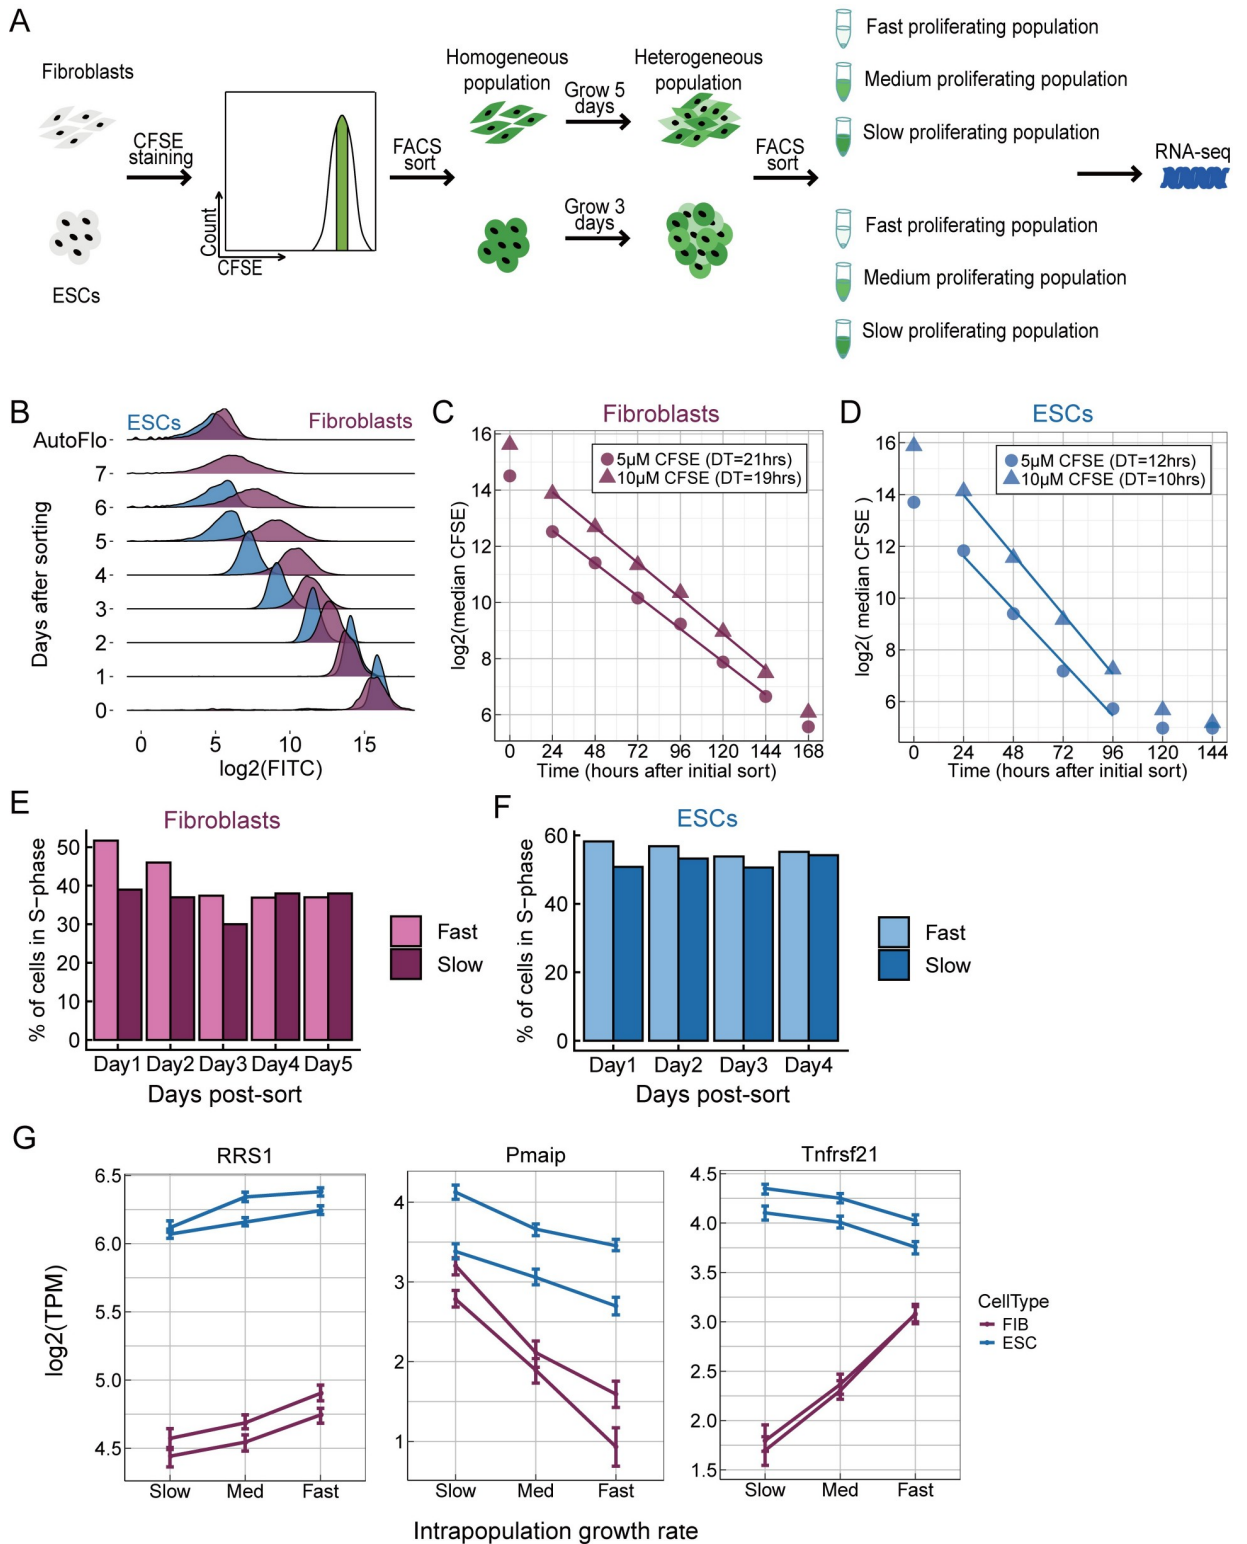 A
Fibroblasts
ESCs
CFSE
staining
Count
CFSE
FACS
sort
Homogeneous
population
Grow 5
days
Grow 3
days
Heterogeneous
population
FACS
sort
Fast proliferating population
Medium proliferating population
Slow proliferating population
Fast proliferating population
Medium proliferating population
Slow proliferating population
RNA-seq
B
ESCs
Fibroblasts
AutoFlo
7
6
5
4
3
2
1
0
Days after sorting
0 5 10 15
log2(FITC)
C
Fibroblasts
5µM CFSE (DT=21hrs)
10µM CFSE (DT=19hrs)
log2(median CFSE)
16
14
12
10
8
6
0 24 48 72 96 120 144 168
Time (hours after initial sort)
D
ESCs
5µM CFSE (DT=12hrs)
10µM CFSE (DT=10hrs)
log2( median CFSE )
16
14
12
10
8
6
0 24 48 72 96 120 144
Time (hours after initial sort)
E
Fibroblasts
% of cells in S−phase
50
40
30
20
10
0
Day1 Day2 Day3 Day4 Day5
Days post-sort
Fast
Slow
F
ESCs
% of cells in S−phase
60
40
20
0
Day1 Day2 Day3 Day4
Days post-sort
Fast
Slow
G
RRS1
log2(TPM)
6.5
6.0
5.5
5.0
4.5
Slow Med Fast
Pmaip
4
3
2
1
Slow Med Fast
Tnfrsf21
4.5
4.0
3.0
2.5
2.0
1.5
Slow Med Fast
CellType
FIB
ESC
Intrapopulation growth rate